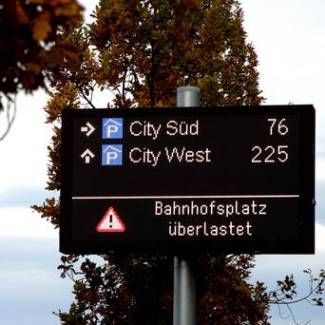 → P City Süd 76
↑ P City West 225
Bahnhofsplatz
überlastet